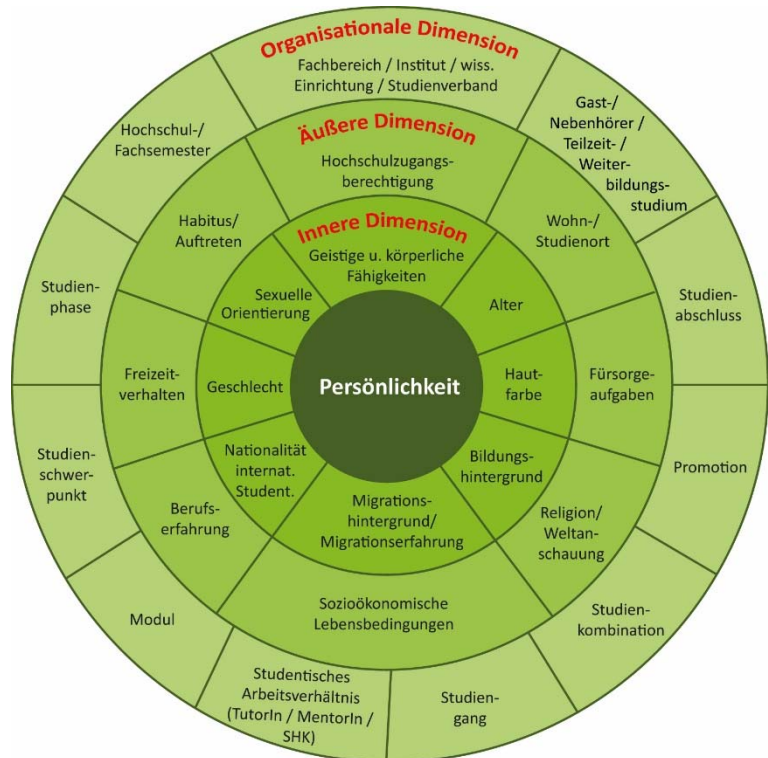 Organisationale Dimension
Fachbereich / Institut / wiss.
Einrichtung / Studienverband
Gast-/
Nebenhörer /
Teilzeit- /
Weiter-
bildungs-
studium
Studien-
abschluss
Promotion
Studien-
kombination
Studien-
gang
Studentisches
Arbeitsverhältnis
(TutorIn / MentorIn /
SHK)
Modul
Studien-
schwer-
punkt
Studien-
phase
Hochschul-/
Fachsemester
Äußere Dimension
Hochschulzugangs-
berechtigung
Wohn-/
Studienort
Fürsorge-
aufgaben
Religion/
Weltan-
schauung
Sozioökonomische
Lebensbedingungen
Berufs-
erfahrung
Freizeit-
verhalten
Habitus/
Auftreten
Innere Dimension
Geistige u. körperliche
Fähigkeiten
Alter
Haut-
farbe
Bildungs-
hintergrund
Migrations-
hintergrund/
Migrationserfahrung
Nationalität
internat.
Student.
Geschlecht
Sexuelle
Orientierung
Persönlichkeit